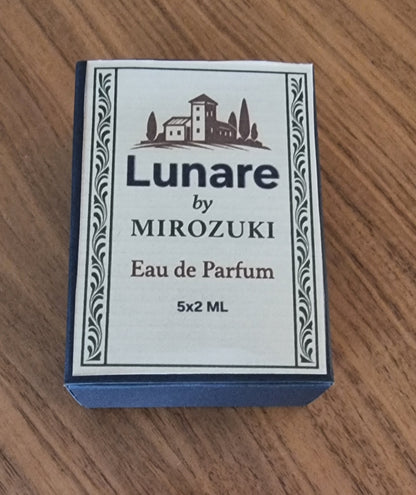 Lunare
by
MIROZUKI
Eau de Parfum
5x2 ML